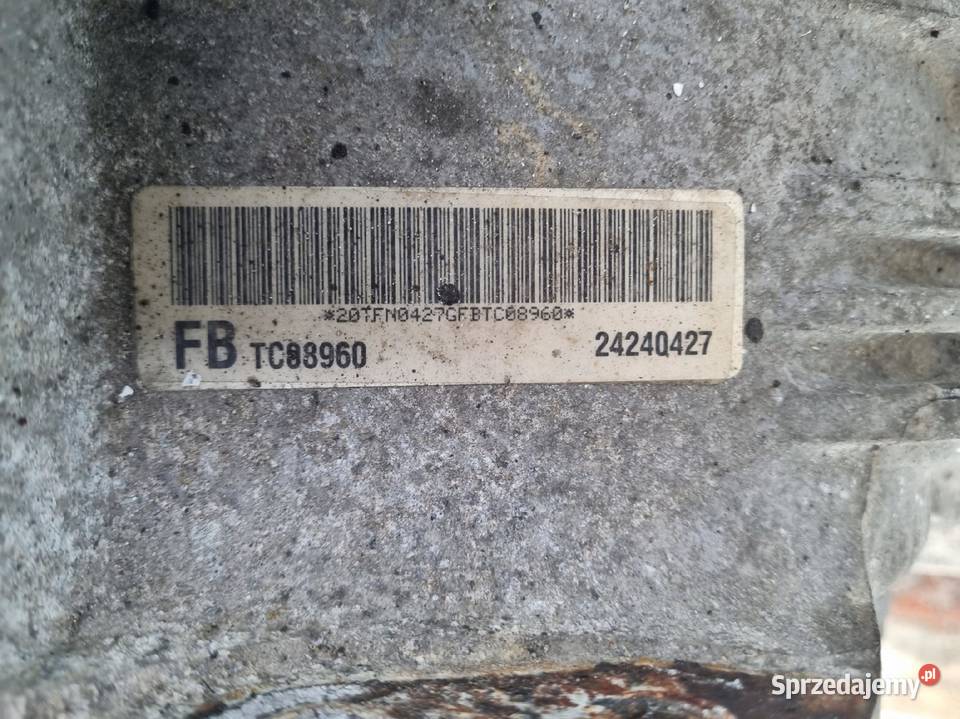 *20TFN0427GFBTC08960*
FB TC08960 24240427
Sprzedajemy.pl